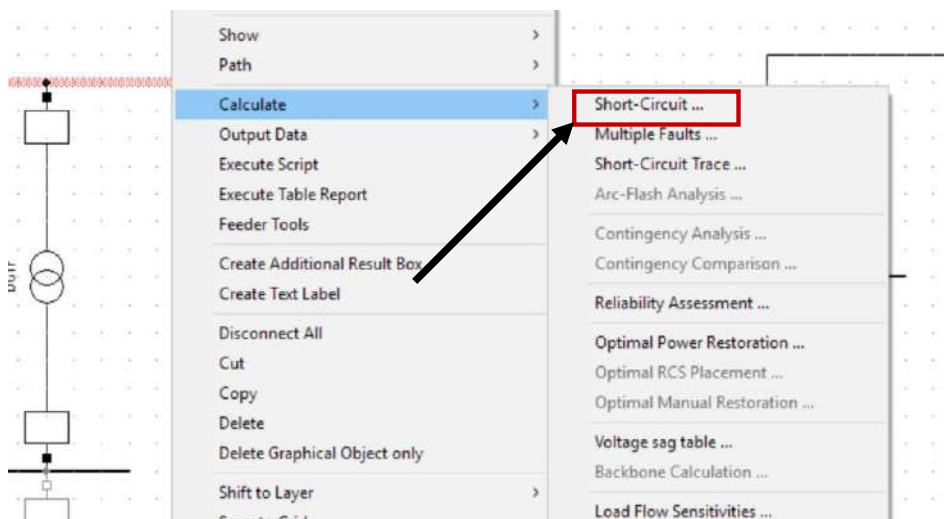 Show
Path
Calculate
Output Data
Execute Script
Execute Table Report
Feeder Tools
Create Additional Result Box
Create Text Label
Disconnect All
Cut
Copy
Delete
Delete Graphical Object only
Shift to Layer
Short-Circuit ...
Multiple Faults ...
Short-Circuit Trace ...
Arc-Flash Analysis ...
Contingency Analysis ...
Contingency Comparison ...
Reliability Assessment ...
Optimal Power Restoration ...
Optimal RCS Placement ...
Optimal Manual Restoration ...
Voltage sag table ...
Backbone Calculation ...
Load Flow Sensitivities ...